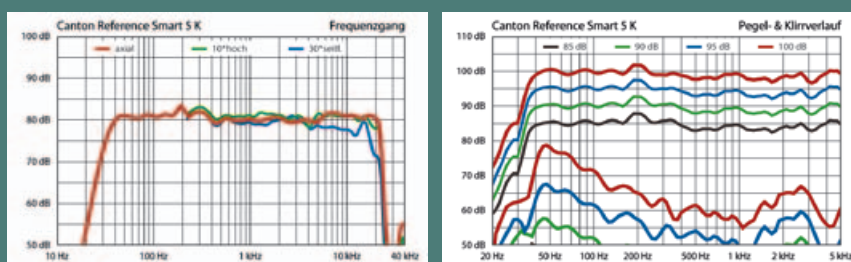 Canton Reference Smart 5 K Frequenzgang
100 dB
axial 10°hoch 30°seitl.
90 dB
80 dB
70 dB
60 dB
50 dB
10 Hz 100 Hz 1 kHz 10 kHz 40 kHz
Canton Reference Smart 5 K Pegel- & Klirrverlauf
110 dB
85 dB 90 dB 95 dB 100 dB
100 dB
90 dB
80 dB
70 dB
60 dB
50 dB
20 Hz 50 Hz 100 Hz 200 Hz 500 Hz 1 kHz 2 kHz 5 kHz